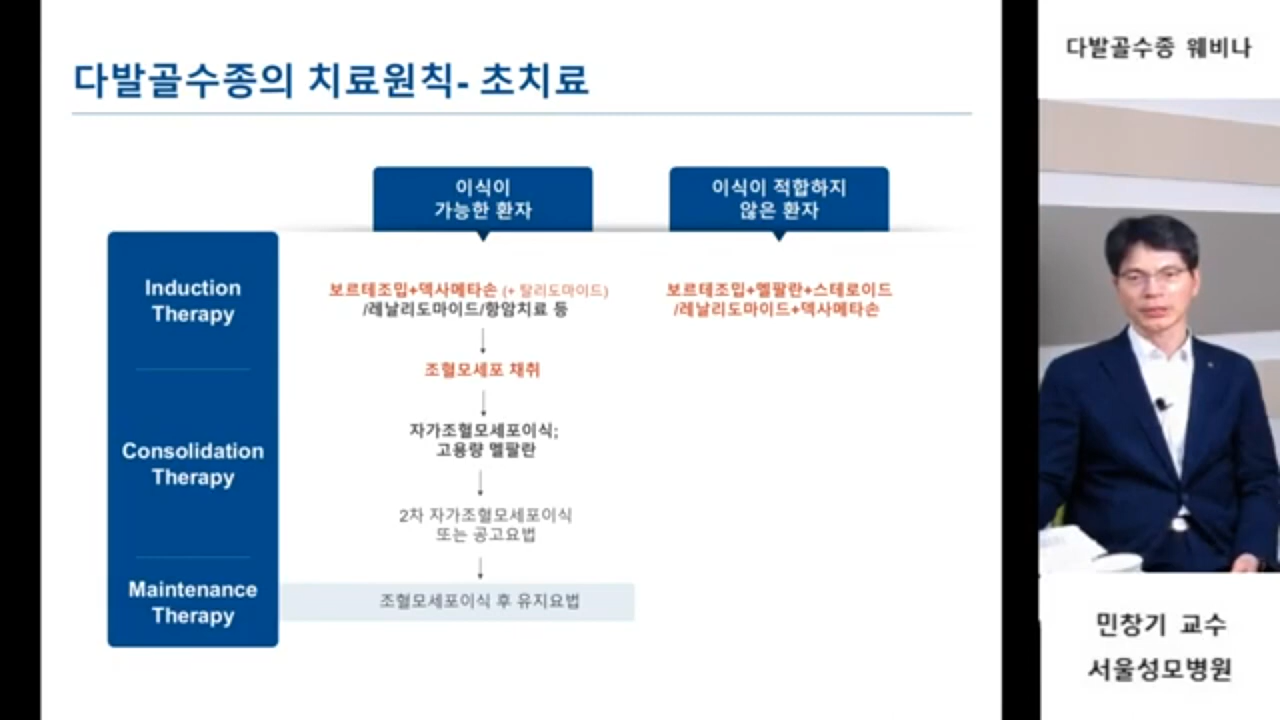 다발골수종의 치료원칙- 초치료
이식이
가능한 환자
이식이 적합하지
않은 환자
Induction
Therapy
보르테조밉+덱사메타손 (+ 탈리도마이드)
/레날리도마이드/항암치료 등
보르테조밉+멜팔란+스테로이드
/레날리도마이드+덱사메타손
조혈모세포 채취
Consolidation
Therapy
자가조혈모세포이식;
고용량 멜팔란
2차 자가조혈모세포이식
또는 공고요법
Maintenance
Therapy
조혈모세포이식 후 유지요법
다발골수종 웨비나
민창기 교수
서울성모병원